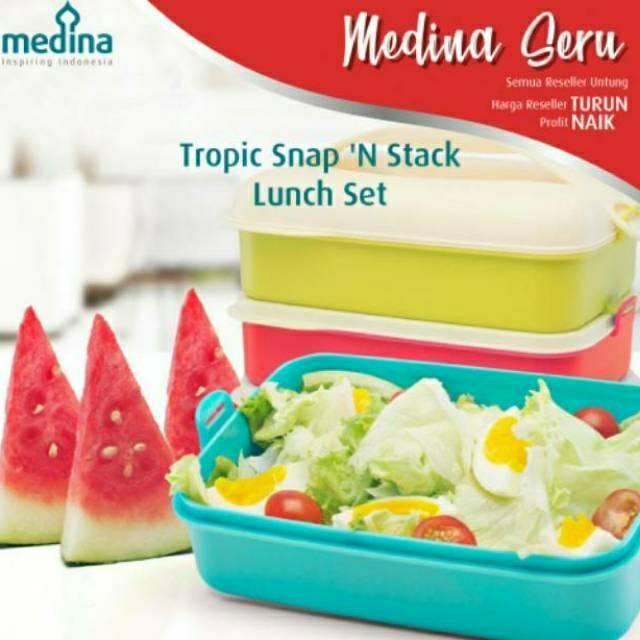 medina
Inspiring Indonesia
Medina Seru
Semua Reseller Untung
Harga Reseller TURUN
Profit NAIK
Tropic Snap 'N Stack
Lunch Set